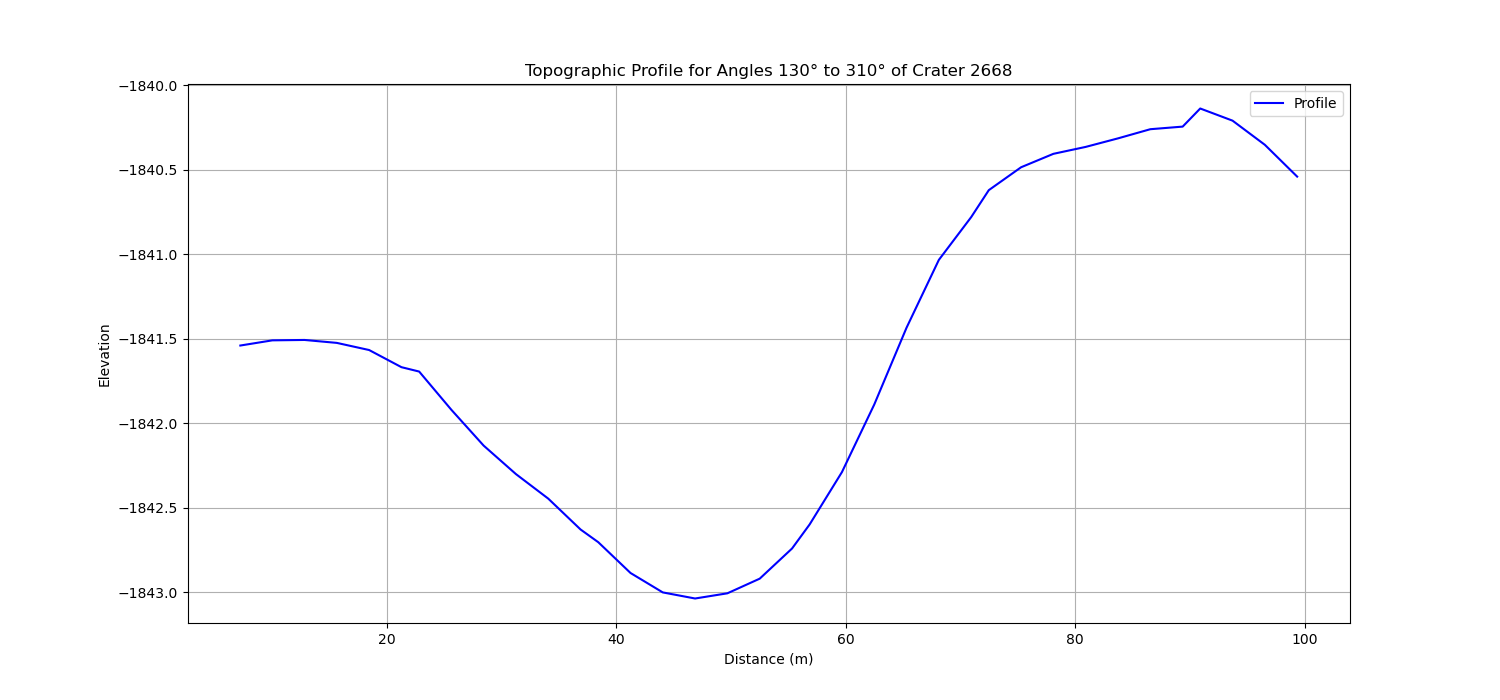 Topographic Profile for Angles 130° to 310° of Crater 2668
Profile
−1840.0
−1840.5
−1841.0
−1841.5
−1842.0
−1842.5
−1843.0
Elevation
20 40 60 80 100
Distance (m)